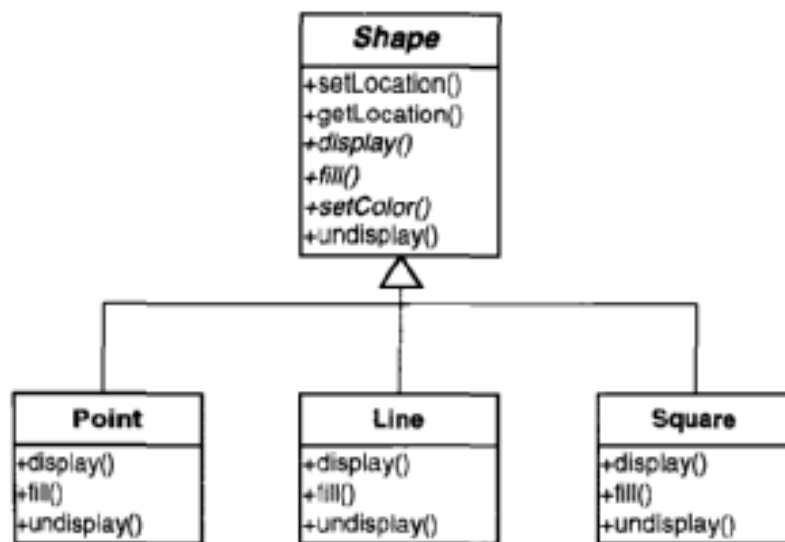 Shape
+setLocation()
+getLocation()
+display()
+fill()
+setColor()
+undisplay()
Point
+display()
+fill()
+undisplay()
Line
+display()
+fill()
+undisplay()
Square
+display()
+fill()
+undisplay()